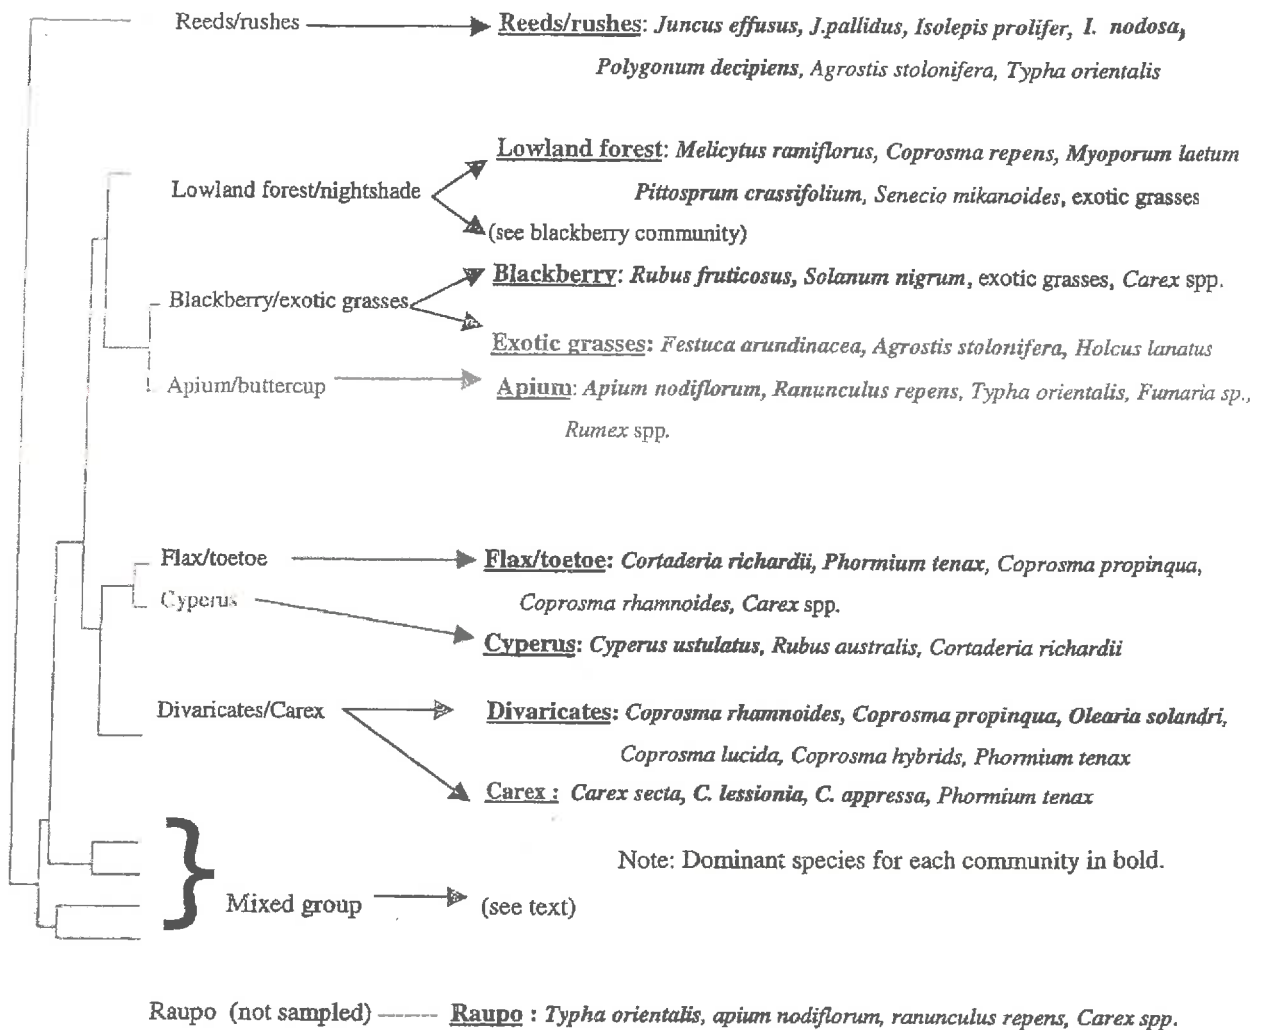 Reeds/rushes Reeds/rushes: Juncus effusus, J.pallidus, Isolepis prolifer, I. nodosa,
Polygonum decipiens, Agrostis stolonifera, Typha orientalis
Lowland forest: Melicytus ramiflorus, Coprosma repens, Myoporum laetum
Lowland forest/nightshade Pittosprum crassifolium, Senecio mikanoides, exotic grasses
(see blackberry community)
Blackberry: Rubus fruticosus, Solanum nigrum, exotic grasses, Carex spp.
Blackberry/exotic grasses
Exotic grasses: Festuca arundinacea, Agrostis stolonifera, Holcus lanatus
Apium/buttercup Apium: Apium nodiflorum, Ranunculus repens, Typha orientalis, Fumaria sp.,
Rumex spp.
Flax/toetoe Flax/toetoe: Cortaderia richardii, Phormium tenax, Coprosma propinqua,
Cyperus Coprosma rhamnoides, Carex spp.
Cyperus: Cyperus ustulatus, Rubus australis, Cortaderia richardii
Divaricates/Carex Divaricates: Coprosma rhamnoides, Coprosma propinqua, Olearia solandri,
Coprosma lucida, Coprosma hybrids, Phormium tenax
Carex : Carex secta, C. lessionia, C. appressa, Phormium tenax
Note: Dominant species for each community in bold.
Mixed group (see text)
Raupo (not sampled) Raupo : Typha orientalis, apium nodiflorum, ranunculus repens, Carex spp.